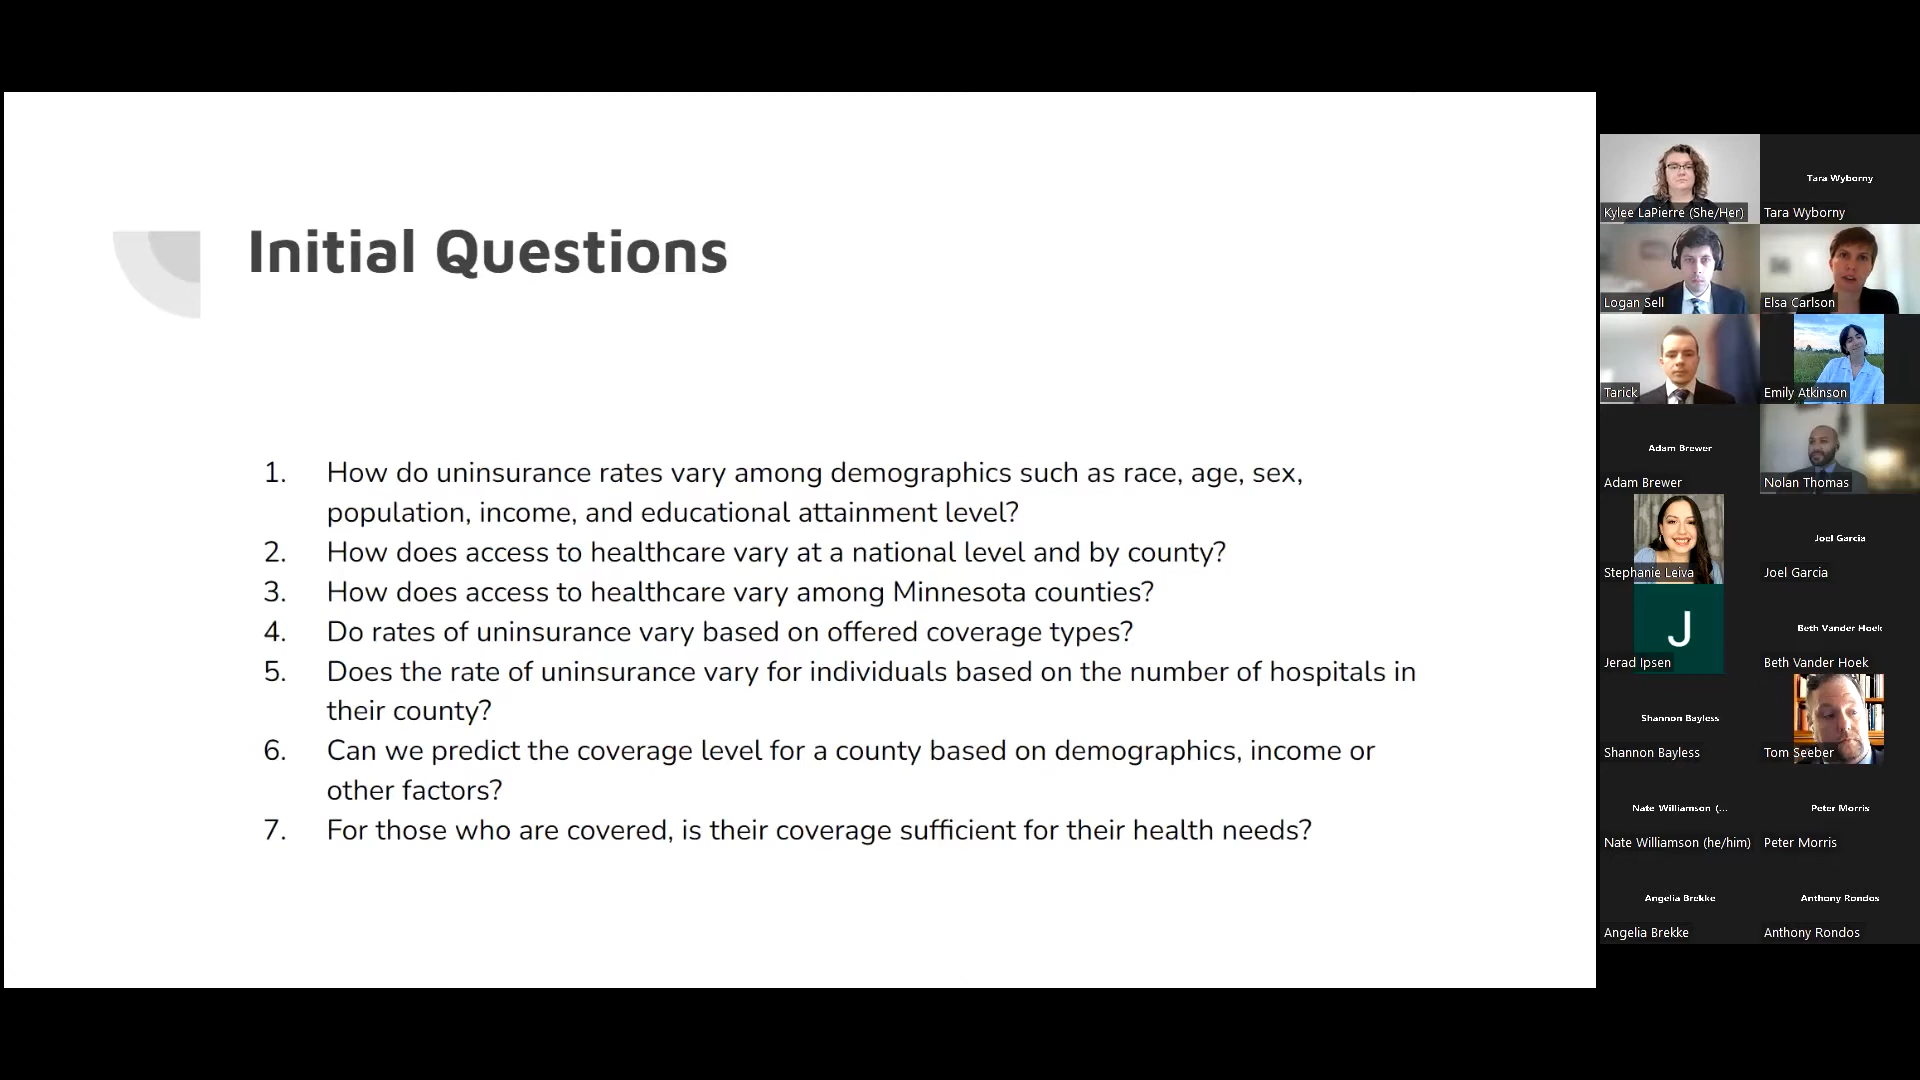 Initial Questions
1. How do uninsurance rates vary among demographics such as race, age, sex,
population, income, and educational attainment level?
2. How does access to healthcare vary at a national level and by county?
3. How does access to healthcare vary among Minnesota counties?
4. Do rates of uninsurance vary based on offered coverage types?
5. Does the rate of uninsurance vary for individuals based on the number of hospitals in
their county?
6. Can we predict the coverage level for a county based on demographics, income or
other factors?
7. For those who are covered, is their coverage sufficient for their health needs?
Kylee LaPierre (She/Her)
Tara Wyborny
Tara Wyborny
Logan Sell
Elsa Carlson
Tarick
Emily Atkinson
Adam Brewer
Adam Brewer
Nolan Thomas
Stephanie Leiva
Joel Garcia
Joel Garcia
J
Jerad Ipsen
Beth Vander Hoek
Beth Vander Hoek
Shannon Bayless
Shannon Bayless
Tom Seeber
Nate Williamson (...
Nate Williamson (he/him)
Peter Morris
Peter Morris
Angelia Brekke
Angelia Brekke
Anthony Rondos
Anthony Rondos